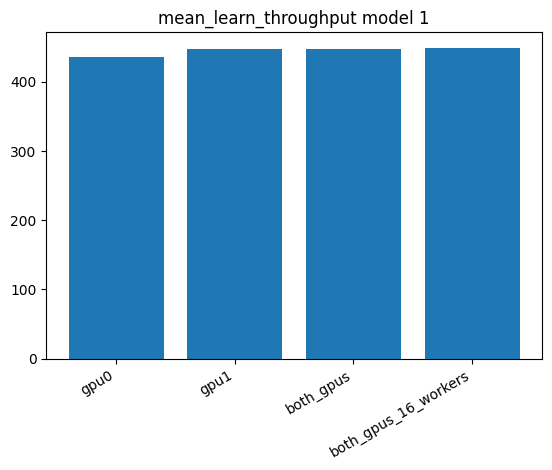 mean_learn_throughput model 1
400
300
200
100
0
gpu0
gpu1
both_gpus
both_gpus_16_workers